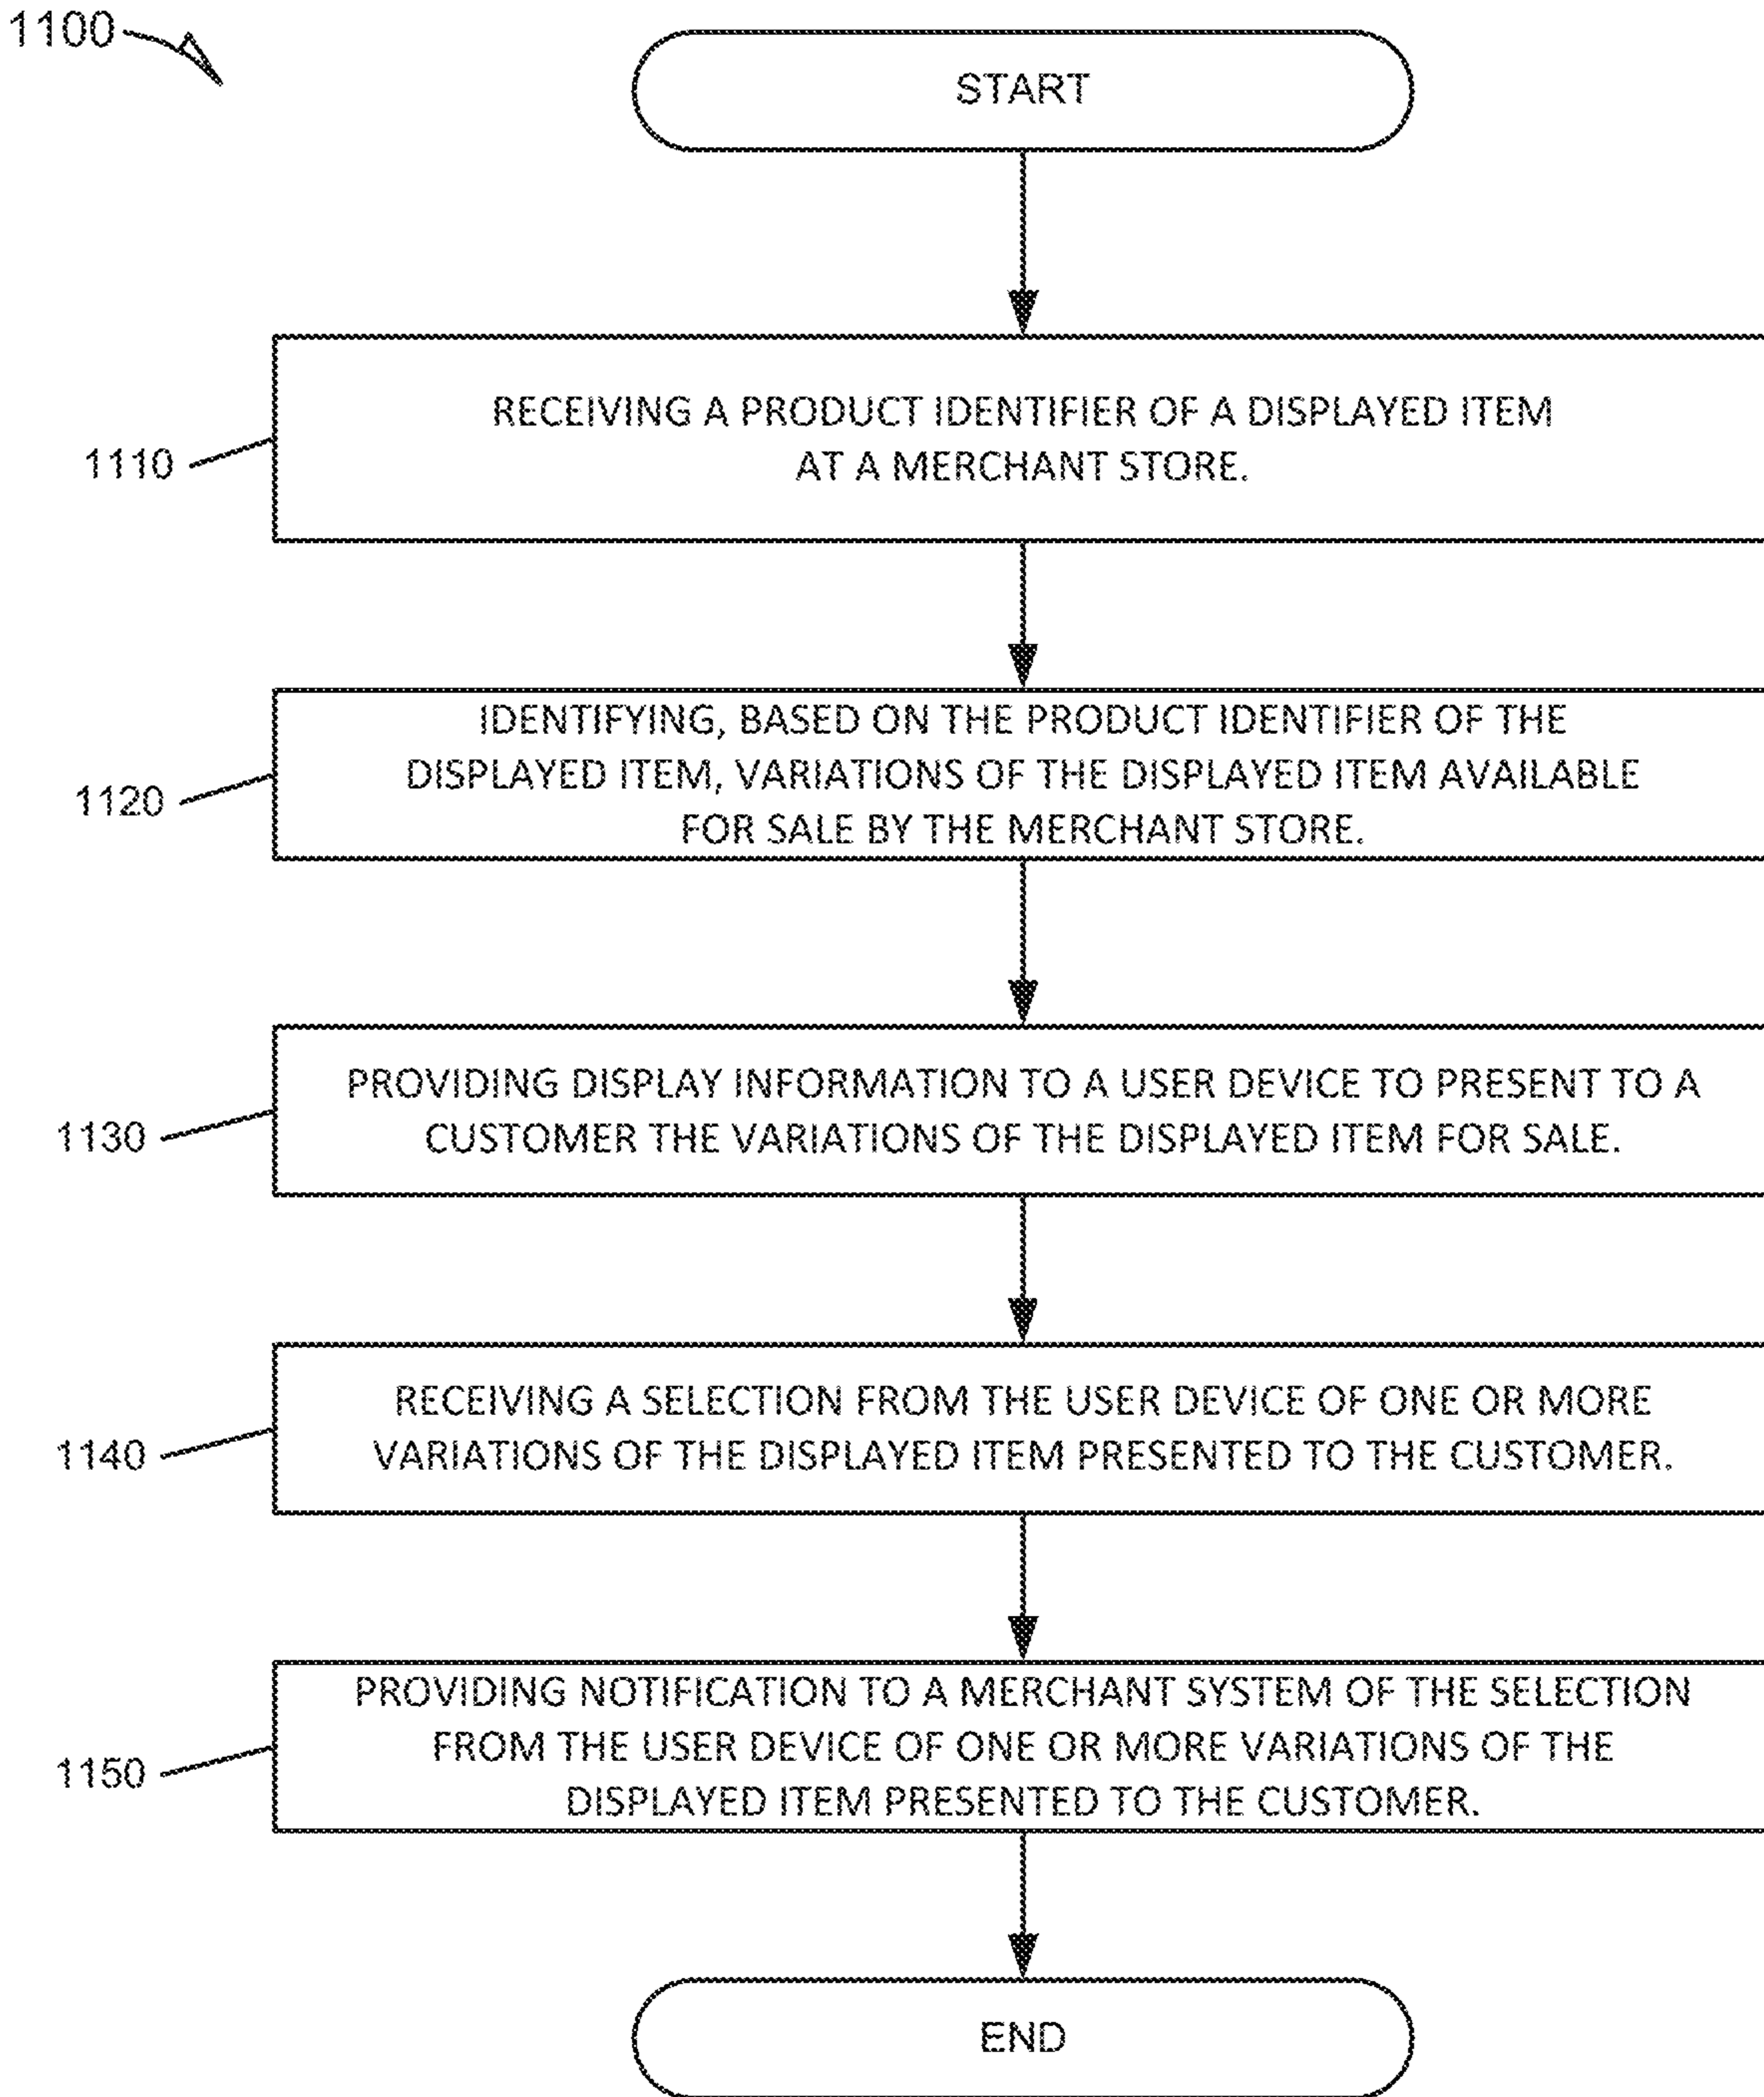 1100
START
RECEIVING A PRODUCT IDENTIFIER OF A DISPLAYED ITEM
AT A MERCHANT STORE.
1110
IDENTIFYING, BASED ON THE PRODUCT IDENTIFIER OF THE
DISPLAYED ITEM, VARIATIONS OF THE DISPLAYED ITEM AVAILABLE
FOR SALE BY THE MERCHANT STORE.
1120
PROVIDING DISPLAY INFORMATION TO A USER DEVICE TO PRESENT TO A
CUSTOMER THE VARIATIONS OF THE DISPLAYED ITEM FOR SALE.
1130
RECEIVING A SELECTION FROM THE USER DEVICE OF ONE OR MORE
VARIATIONS OF THE DISPLAYED ITEM PRESENTED TO THE CUSTOMER.
1140
PROVIDING NOTIFICATION TO A MERCHANT SYSTEM OF THE SELECTION
FROM THE USER DEVICE OF ONE OR MORE VARIATIONS OF THE
DISPLAYED ITEM PRESENTED TO THE CUSTOMER.
1150
END